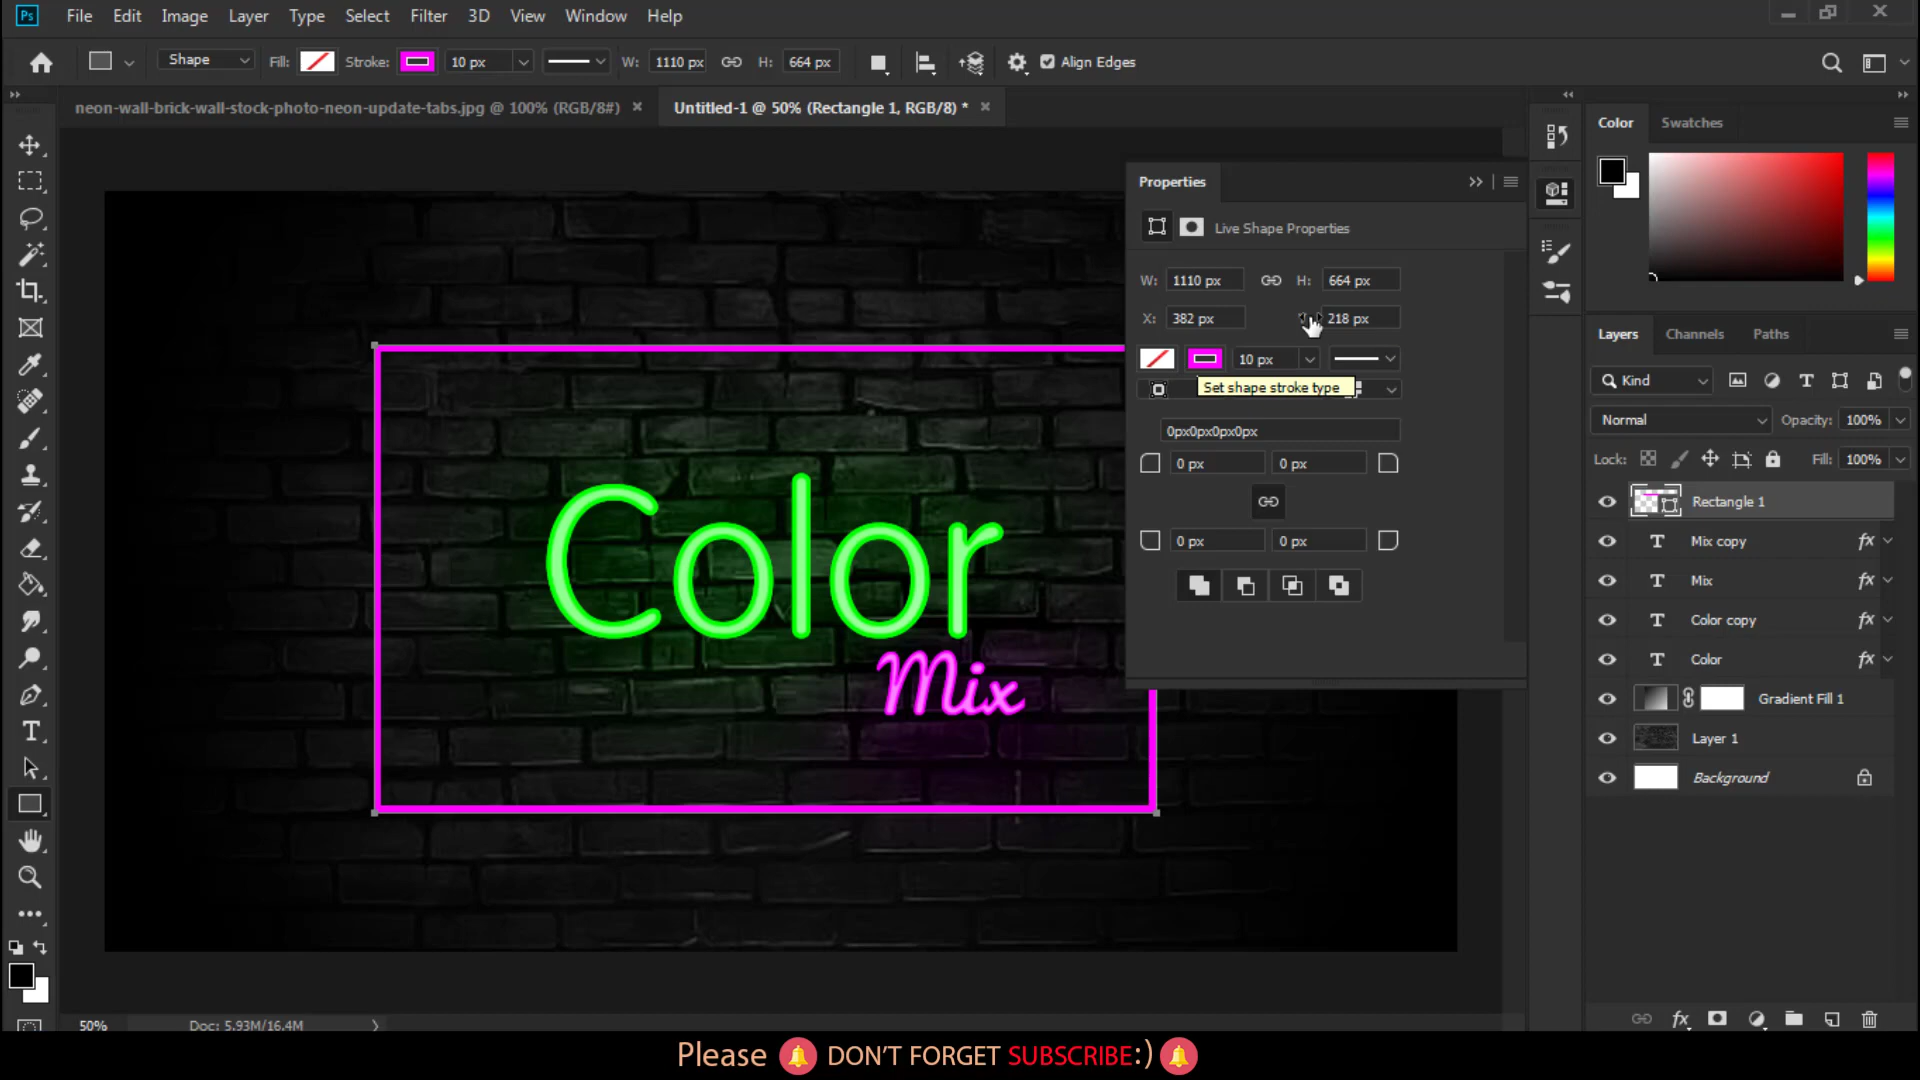 Ps File Edit Image Layer Type Select Filter 3D View Window Help
Shape Fill: Stroke: 10 px W: 1110 px H: 664 px Align Edges
neon-wall-brick-wall-stock-photo-neon-update-tabs.jpg @ 100% (RGB/8#) × Untitled-1 @ 50% (Rectangle 1, RGB/8) * ×
Color
Mix
Properties
Live Shape Properties
W: 1110 px H: 664 px
X: 382 px 218 px
10 px
Set shape stroke type
0px0px0px0px
0 px 0 px
0 px 0 px
Color Swatches
Layers Channels Paths
Kind
Normal Opacity: 100%
Lock: Fill: 100%
Rectangle 1
T Mix copy fx
T Mix fx
T Color copy fx
T Color fx
Gradient Fill 1
Layer 1
Background
fx
50% Doc: 5.93M/16.4M
Please DON'T FORGET SUBSCRIBE:)